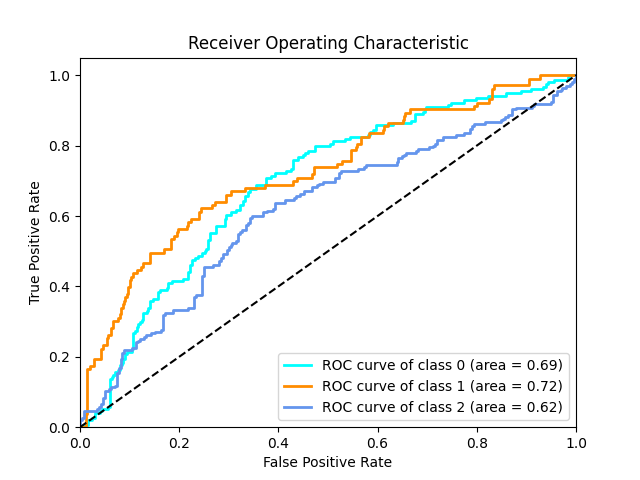 Receiver Operating Characteristic
True Positive Rate
1.0
0.8
0.6
0.4
0.2
0.0
ROC curve of class 0 (area = 0.69)
ROC curve of class 1 (area = 0.72)
ROC curve of class 2 (area = 0.62)
0.0 0.2 0.4 0.6 0.8 1.0
False Positive Rate